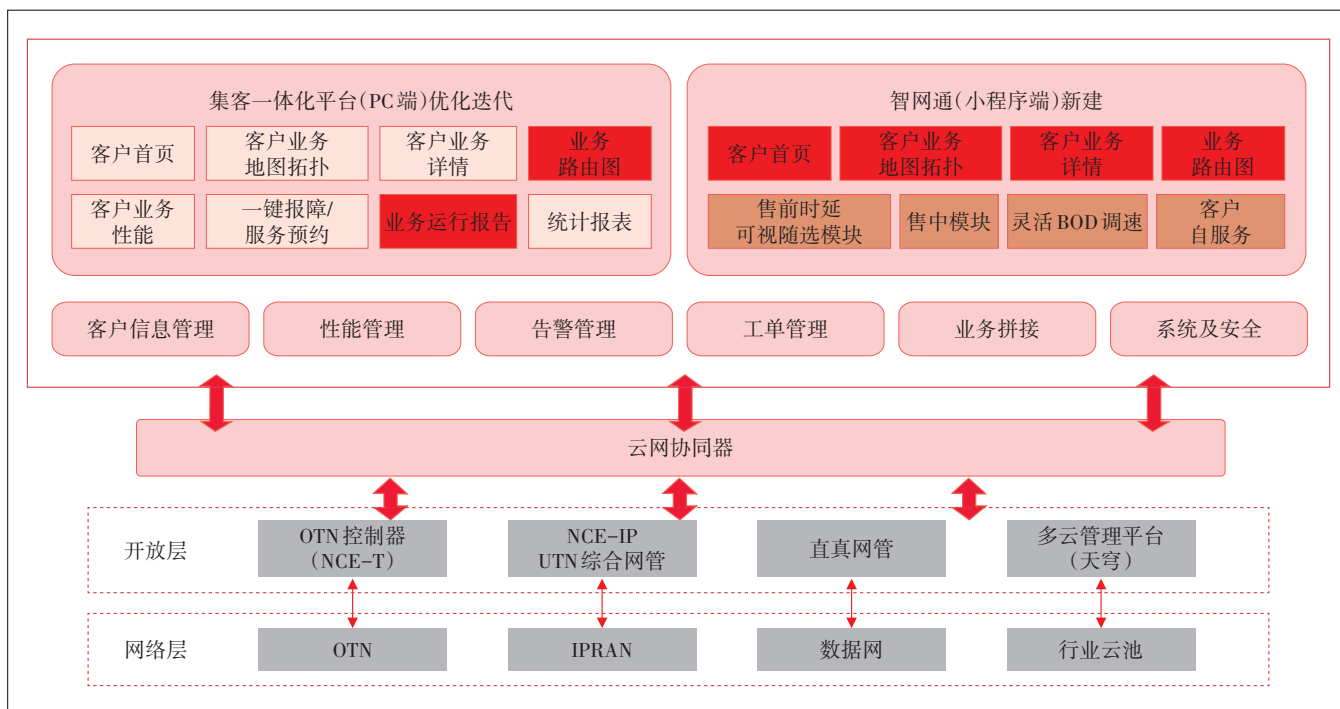 集客一体化平台(PC端)优化迭代
客户首页
客户业务
地图拓扑
客户业务
详情
业务
路由图
客户业务
性能
一键报障/
服务预约
业务运行报告
统计报表
智网通(小程序端)新建
客户首页
客户业务
地图拓扑
客户业务
详情
业务
路由图
售前时延
可视随选模块
售中模块
灵活BOD调速
客户
自服务
客户信息管理
性能管理
告警管理
工单管理
业务拼接
系统及安全
云网协同器
开放层
OTN控制器
(NCE-T)
NCE-IP
UTN综合网管
直真网管
多云管理平台
(天穹)
网络层
OTN
IPRAN
数据网
行业云池